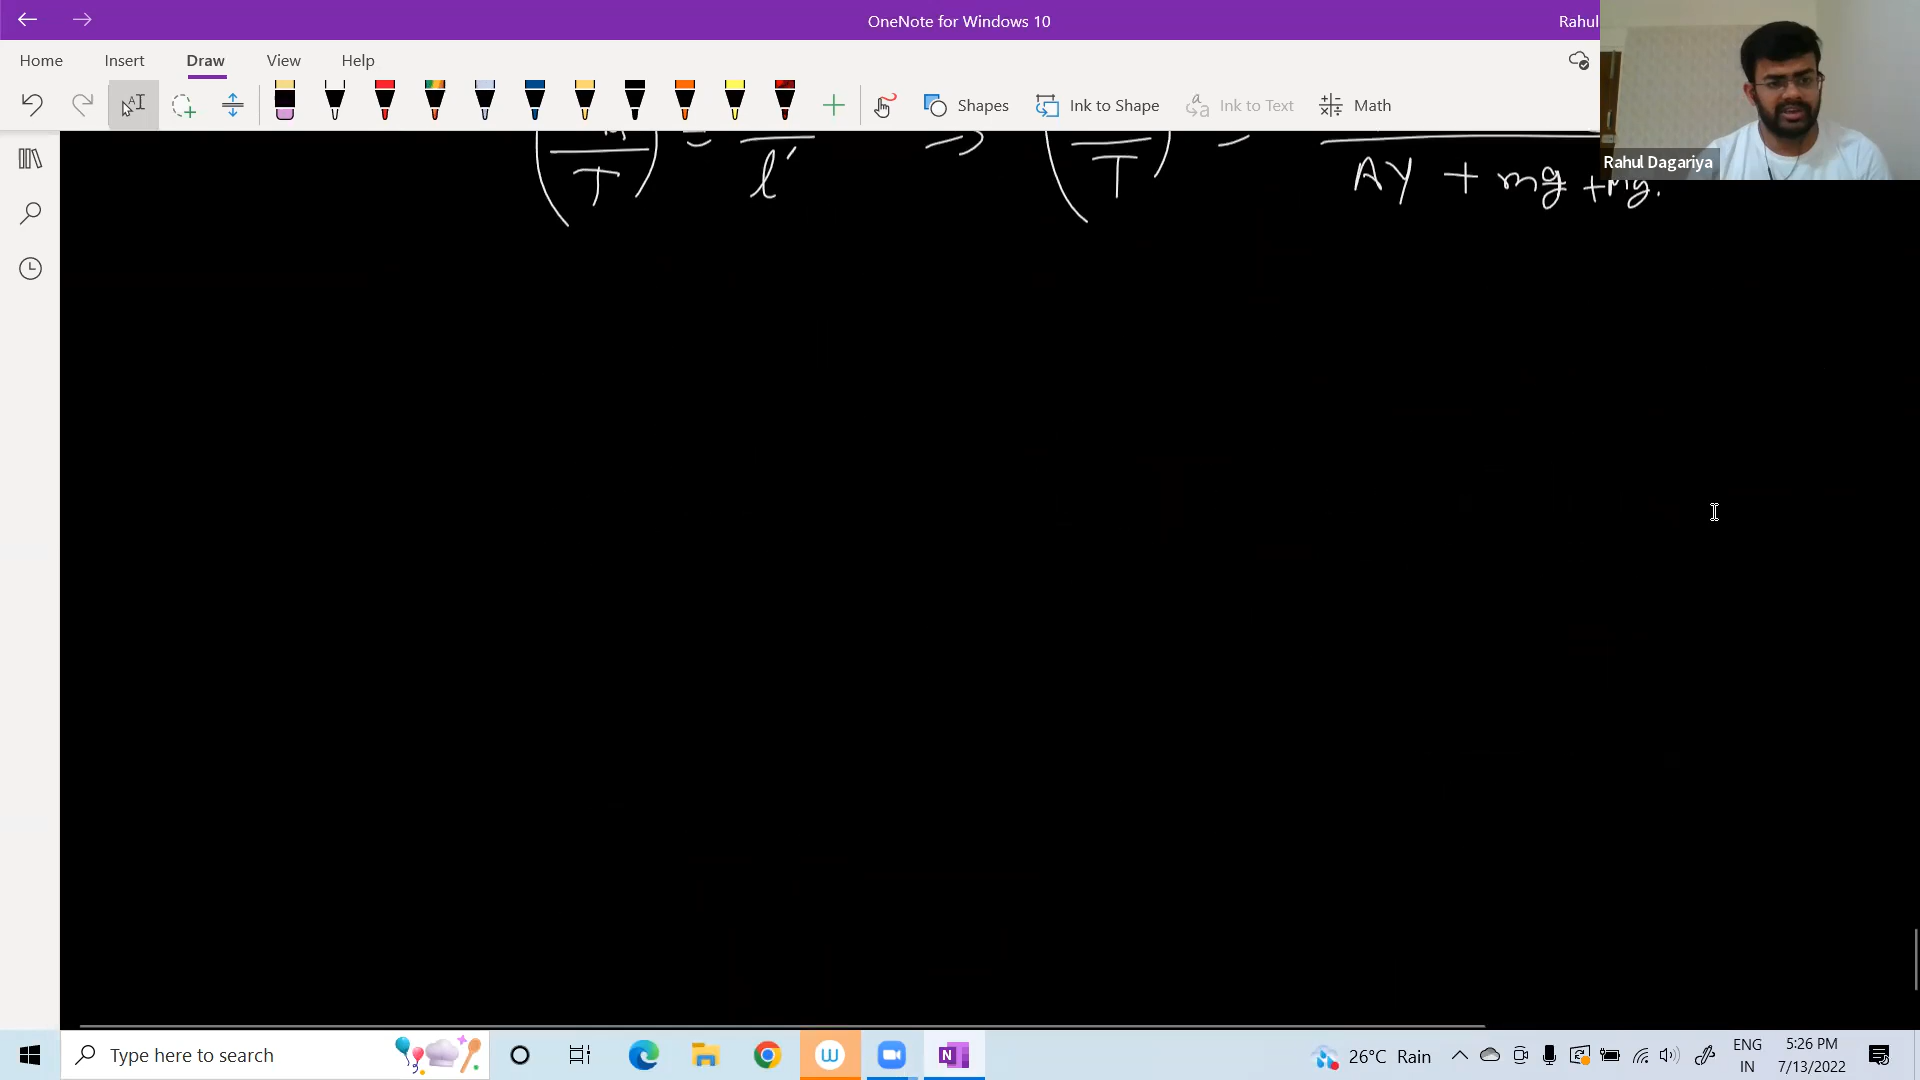 OneNote for Windows 10
Rahul
Home Insert Draw View Help
Shapes Ink to Shape Ink to Text Math
Rahul Dagariya
T l′ ⇒ T = AY + mg + Mg.
Type here to search
26°C Rain
ENG
IN
5:26 PM
7/13/2022